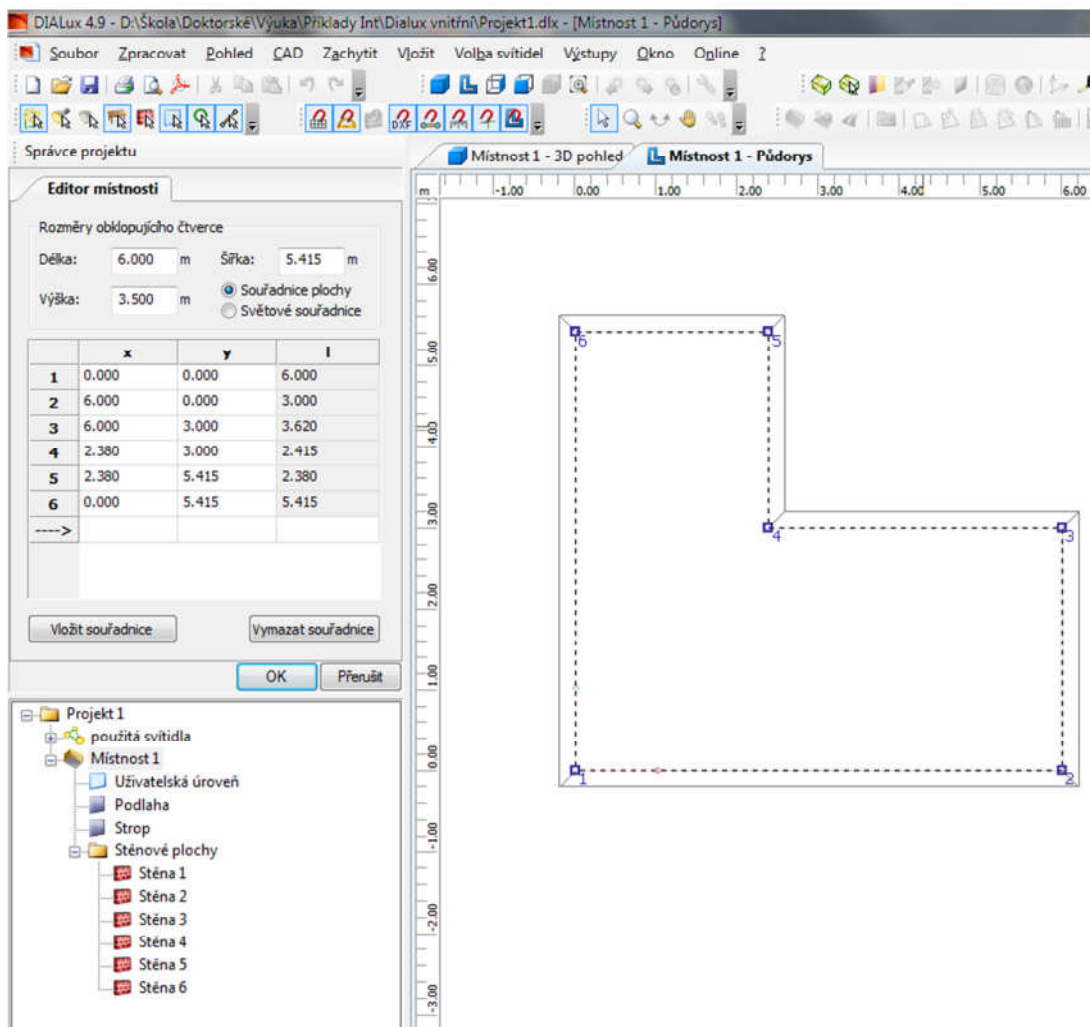 DIALux 4.9 - D:\Škola\Doktorské\Výuka\Příklady Int\Dialux vnitřní\Projekt1.dlx - [Místnost 1 - Půdorys]
Soubor Zpracovat Pohled CAD Zachytit Vložit Volba svítidel Výstupy Okno Online ?
DXF
Správce projektu
Místnost 1 - 3D pohled Místnost 1 - Půdorys
Editor místnosti
Rozměry obklopujícího čtverce
Délka: 6.000 m Šířka: 5.415 m
Výška: 3.500 m Souřadnice plochy
Světové souřadnice
x y l
1 0.000 0.000 6.000
2 6.000 0.000 3.000
3 6.000 3.000 3.620
4 2.380 3.000 2.415
5 2.380 5.415 2.380
6 0.000 5.415 5.415
---->
Vložit souřadnice Vymazat souřadnice
OK Přerušit
Projekt 1
použitá svítidla
Místnost 1
Uživatelská úroveň
Podlaha
Strop
Stěnové plochy
Stěna 1
Stěna 2
Stěna 3
Stěna 4
Stěna 5
Stěna 6
m -1.00 0.00 1.00 2.00 3.00 4.00 5.00 6.00
6.00
5.00
4.00
3.00
2.00
1.00
0.00
-1.00
-2.00
-3.00
6 5
4 3
1 2